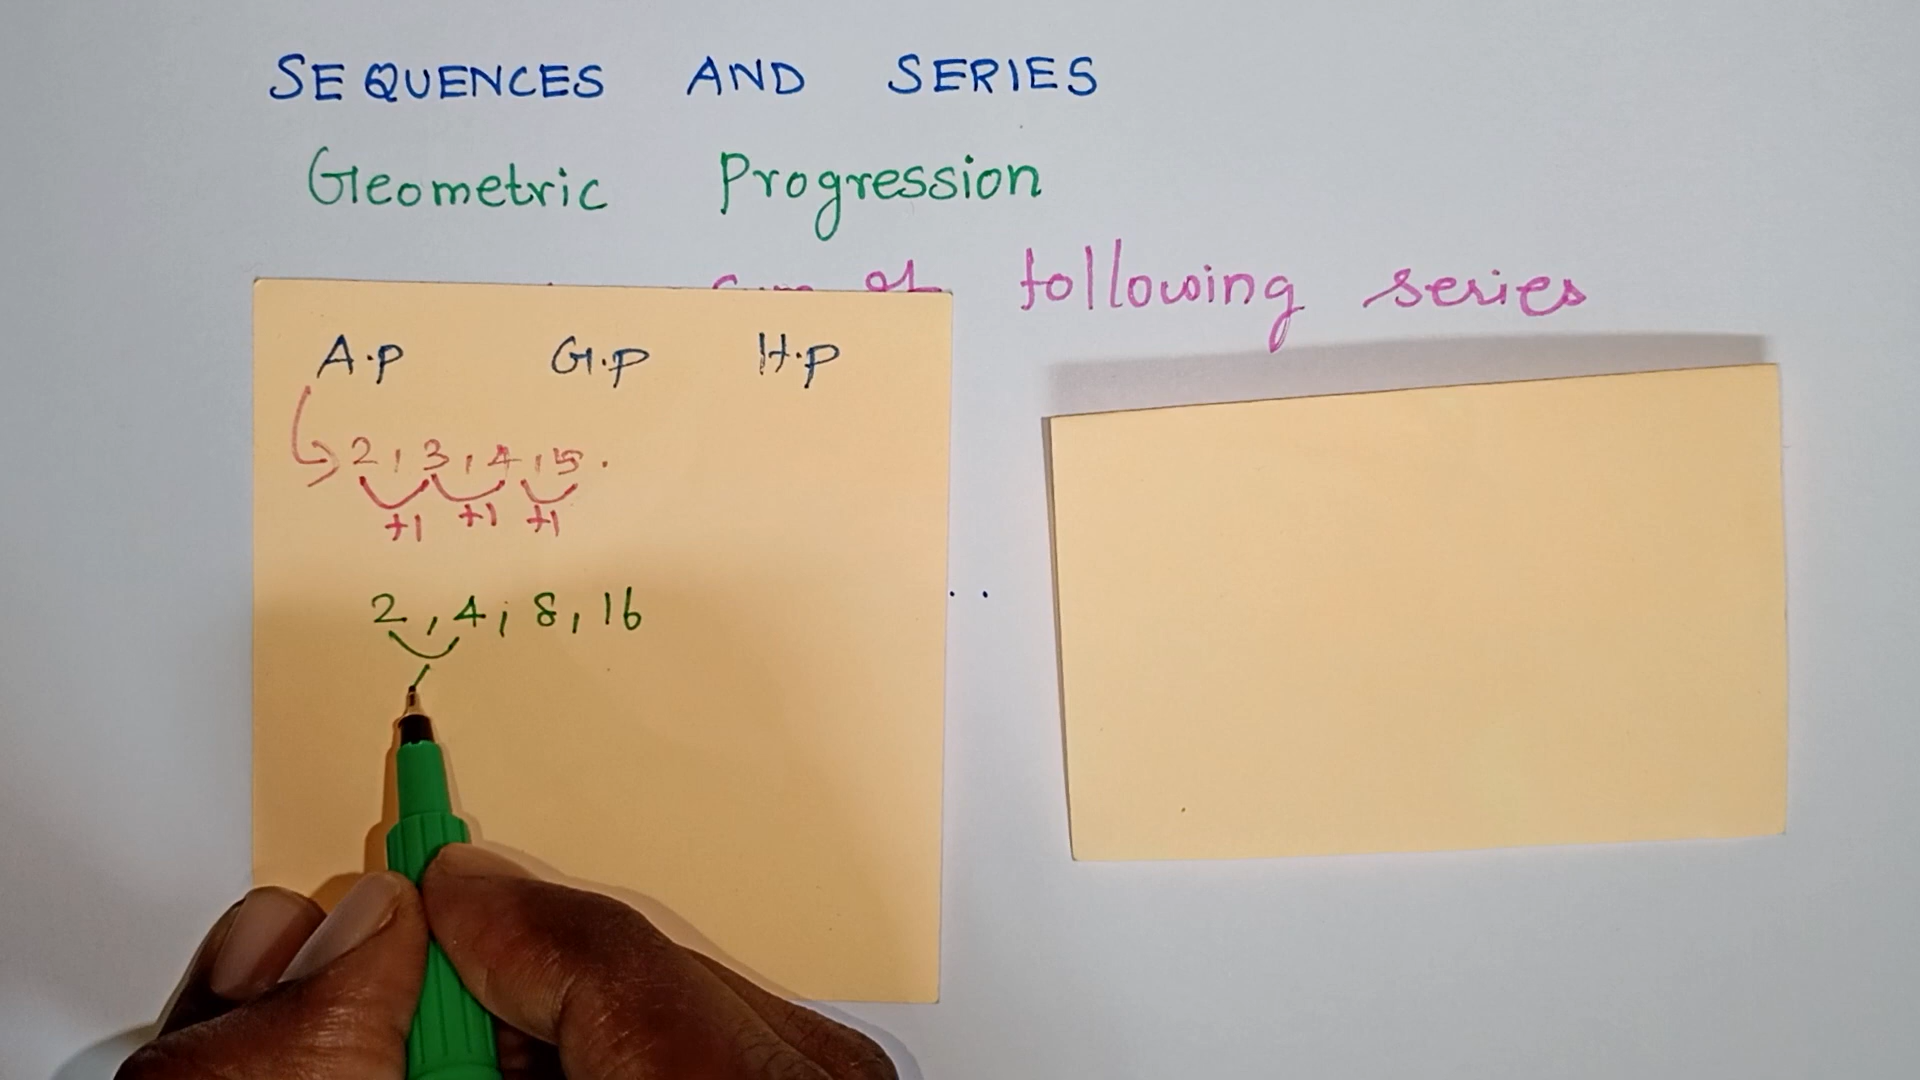 SEQUENCES AND SERIES
Geometric Progression
following series
A.P G.P H.P
2, 3, 4, 5.
+1 +1 +1
2, 4, 8, 16
..